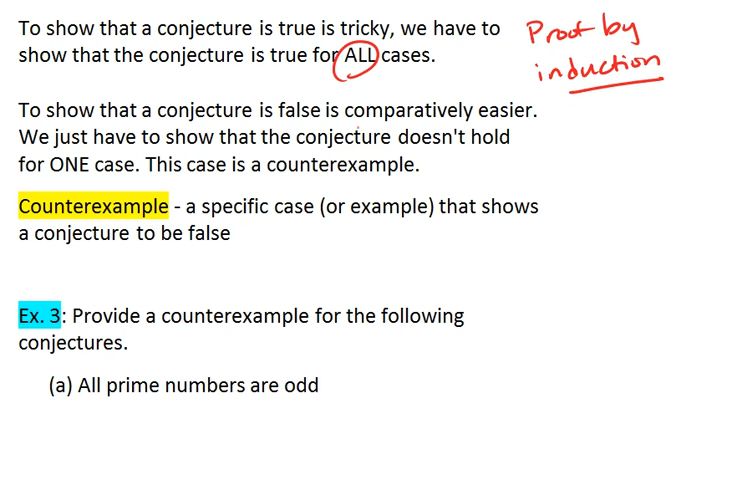 To show that a conjecture is true is tricky, we have to
show that the conjecture is true for ALL cases.
Proof by
induction
To show that a conjecture is false is comparatively easier.
We just have to show that the conjecture doesn't hold
for ONE case. This case is a counterexample.
Counterexample - a specific case (or example) that shows
a conjecture to be false
Ex. 3: Provide a counterexample for the following
conjectures.
(a) All prime numbers are odd